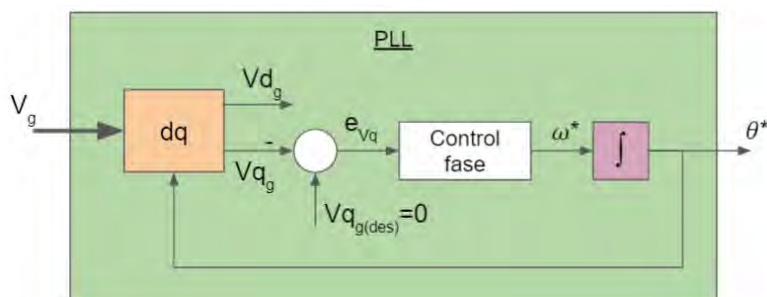 PLL
Vd_g
V_g
dq
-
e_Vq
Control
fase
ω*
∫
θ*
Vq_g
Vq_g(des)=0